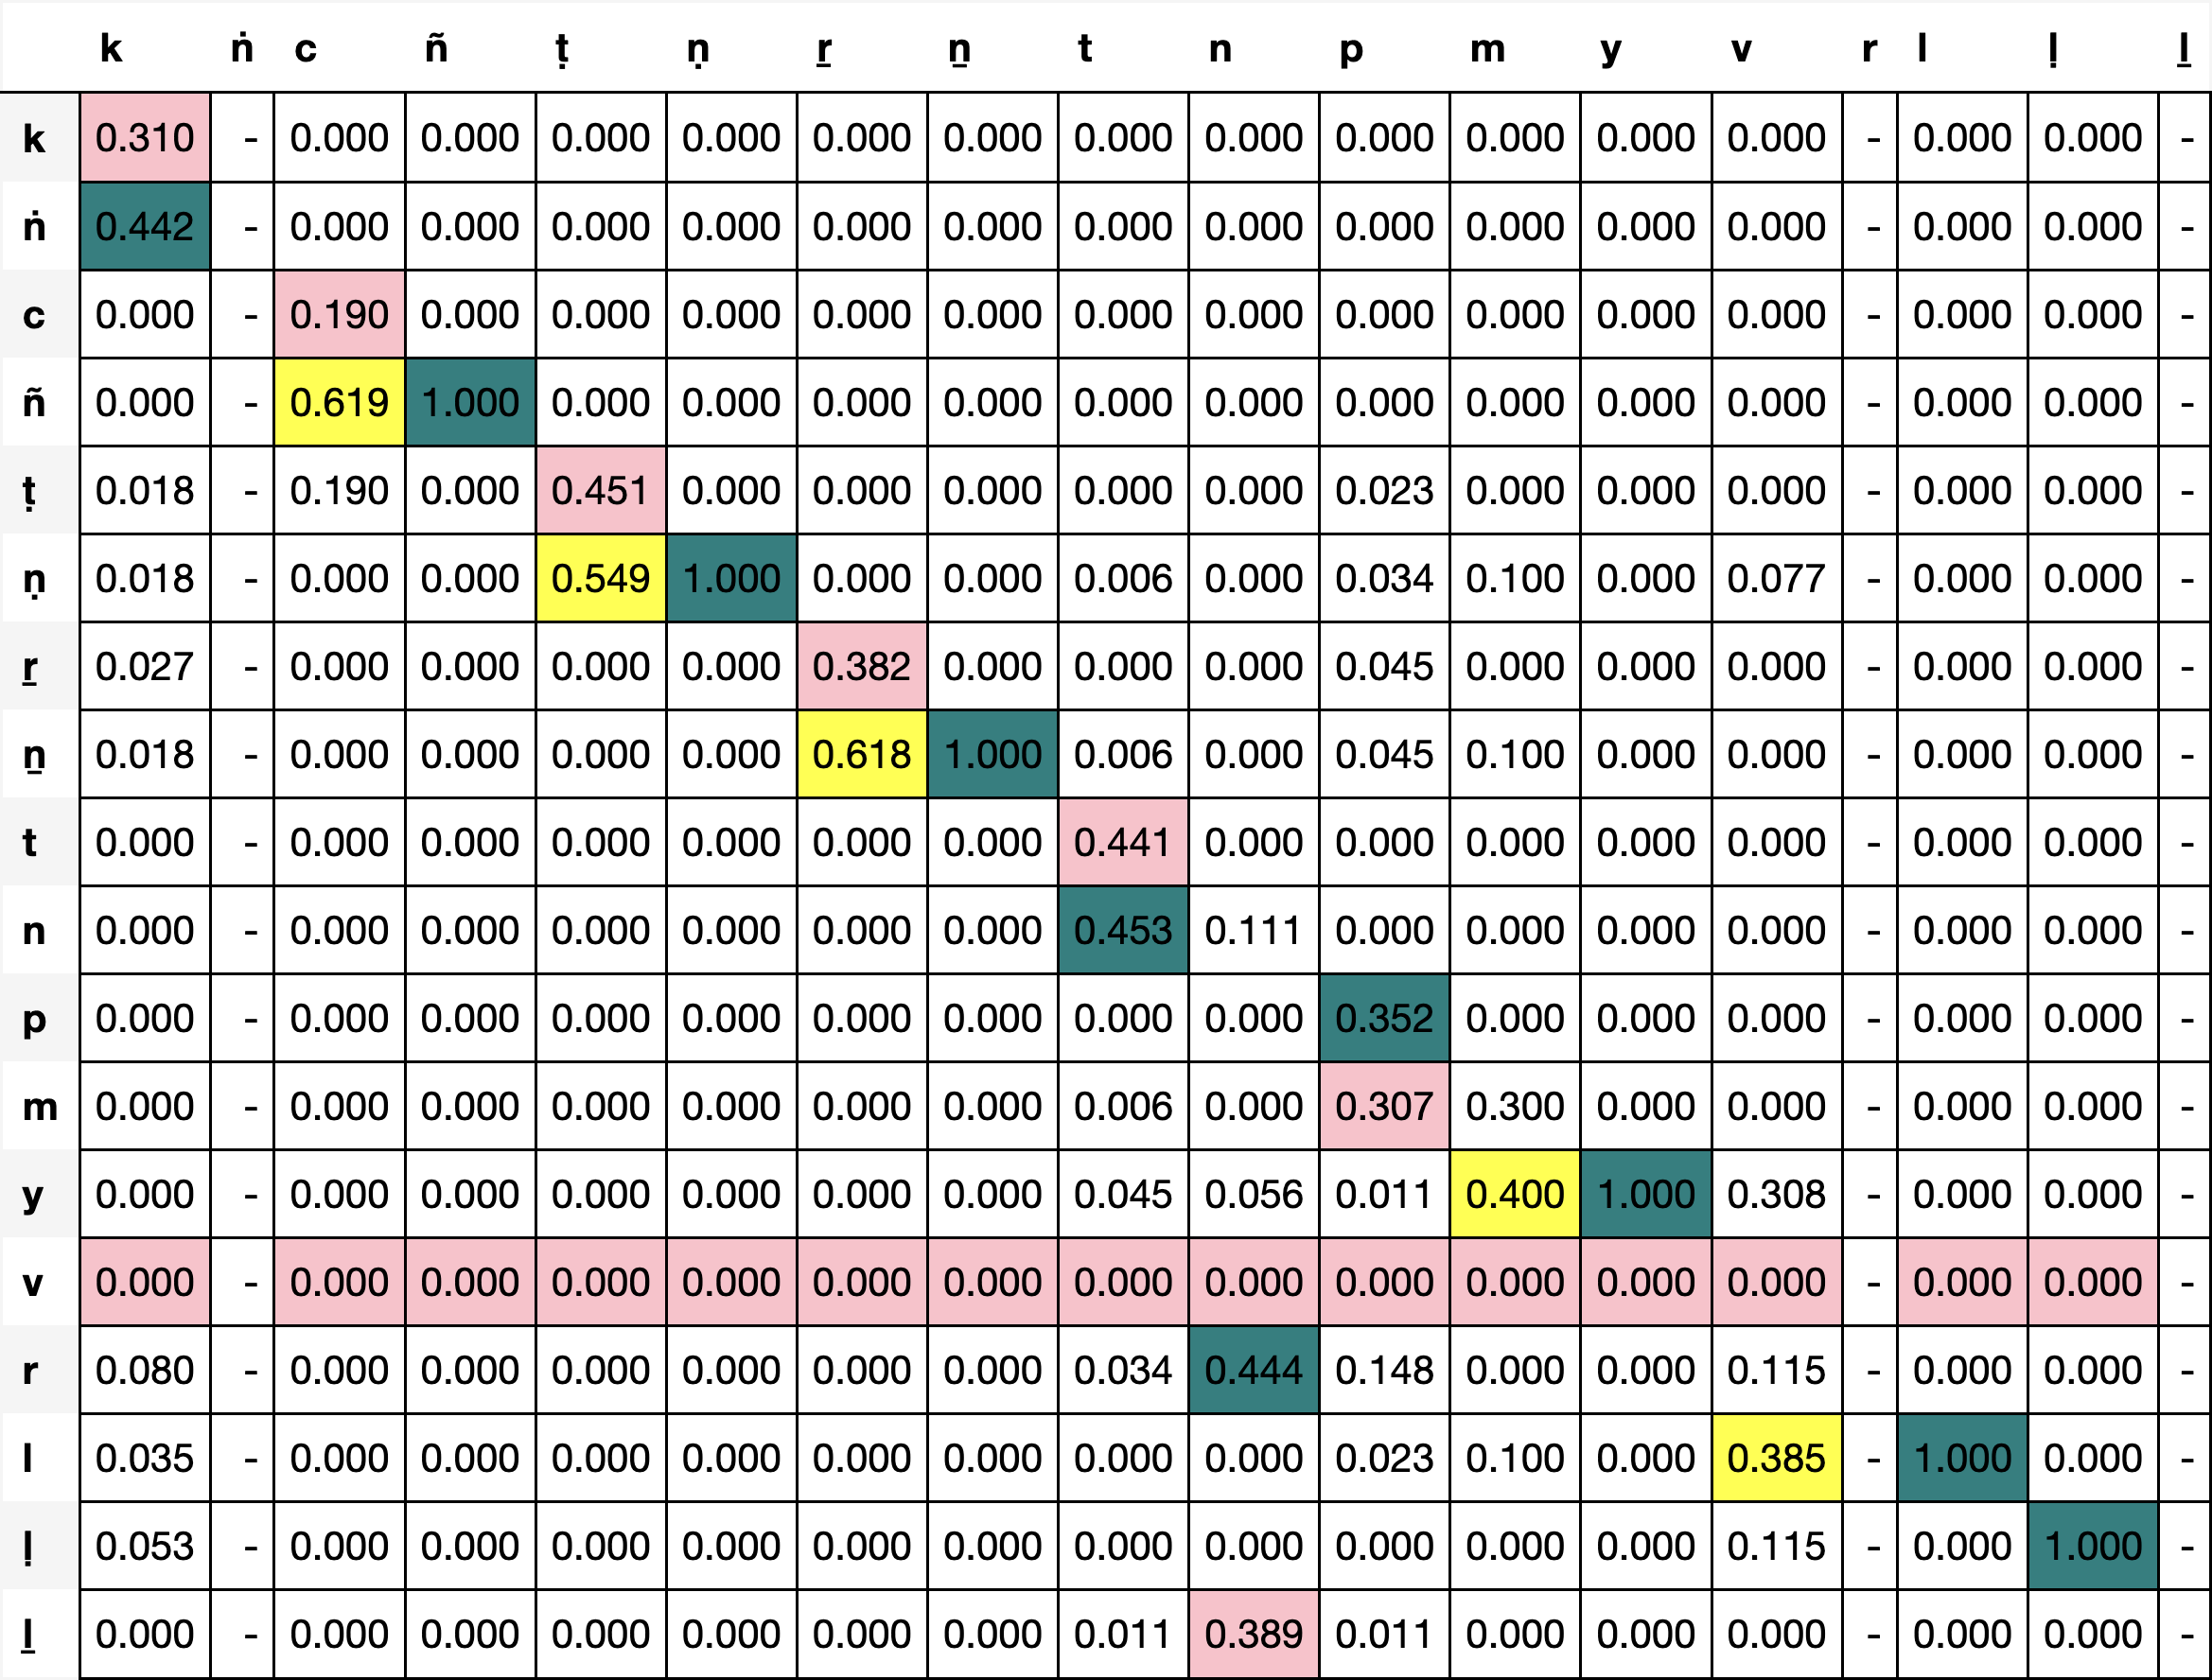 k ṅ c ñ ṭ ṇ ṟ ṉ t n p m y v r l ḷ ḻ
k 0.310 - 0.000 0.000 0.000 0.000 0.000 0.000 0.000 0.000 0.000 0.000 0.000 0.000 - 0.000 0.000 -
ṅ 0.442 - 0.000 0.000 0.000 0.000 0.000 0.000 0.000 0.000 0.000 0.000 0.000 0.000 - 0.000 0.000 -
c 0.000 - 0.190 0.000 0.000 0.000 0.000 0.000 0.000 0.000 0.000 0.000 0.000 0.000 - 0.000 0.000 -
ñ 0.000 - 0.619 1.000 0.000 0.000 0.000 0.000 0.000 0.000 0.000 0.000 0.000 0.000 - 0.000 0.000 -
ṭ 0.018 - 0.190 0.000 0.451 0.000 0.000 0.000 0.000 0.000 0.023 0.000 0.000 0.000 - 0.000 0.000 -
ṇ 0.018 - 0.000 0.000 0.549 1.000 0.000 0.000 0.006 0.000 0.034 0.100 0.000 0.077 - 0.000 0.000 -
ṟ 0.027 - 0.000 0.000 0.000 0.000 0.382 0.000 0.000 0.000 0.045 0.000 0.000 0.000 - 0.000 0.000 -
ṉ 0.018 - 0.000 0.000 0.000 0.000 0.618 1.000 0.006 0.000 0.045 0.100 0.000 0.000 - 0.000 0.000 -
t 0.000 - 0.000 0.000 0.000 0.000 0.000 0.000 0.441 0.000 0.000 0.000 0.000 0.000 - 0.000 0.000 -
n 0.000 - 0.000 0.000 0.000 0.000 0.000 0.000 0.453 0.111 0.000 0.000 0.000 0.000 - 0.000 0.000 -
p 0.000 - 0.000 0.000 0.000 0.000 0.000 0.000 0.000 0.000 0.352 0.000 0.000 0.000 - 0.000 0.000 -
m 0.000 - 0.000 0.000 0.000 0.000 0.000 0.000 0.006 0.000 0.307 0.300 0.000 0.000 - 0.000 0.000 -
y 0.000 - 0.000 0.000 0.000 0.000 0.000 0.000 0.045 0.056 0.011 0.400 1.000 0.308 - 0.000 0.000 -
v 0.000 - 0.000 0.000 0.000 0.000 0.000 0.000 0.000 0.000 0.000 0.000 0.000 0.000 - 0.000 0.000 -
r 0.080 - 0.000 0.000 0.000 0.000 0.000 0.000 0.034 0.444 0.148 0.000 0.000 0.115 - 0.000 0.000 -
l 0.035 - 0.000 0.000 0.000 0.000 0.000 0.000 0.000 0.000 0.023 0.100 0.000 0.385 - 1.000 0.000 -
ḷ 0.053 - 0.000 0.000 0.000 0.000 0.000 0.000 0.000 0.000 0.000 0.000 0.000 0.115 - 0.000 1.000 -
ḻ 0.000 - 0.000 0.000 0.000 0.000 0.000 0.000 0.011 0.389 0.011 0.000 0.000 0.000 - 0.000 0.000 -